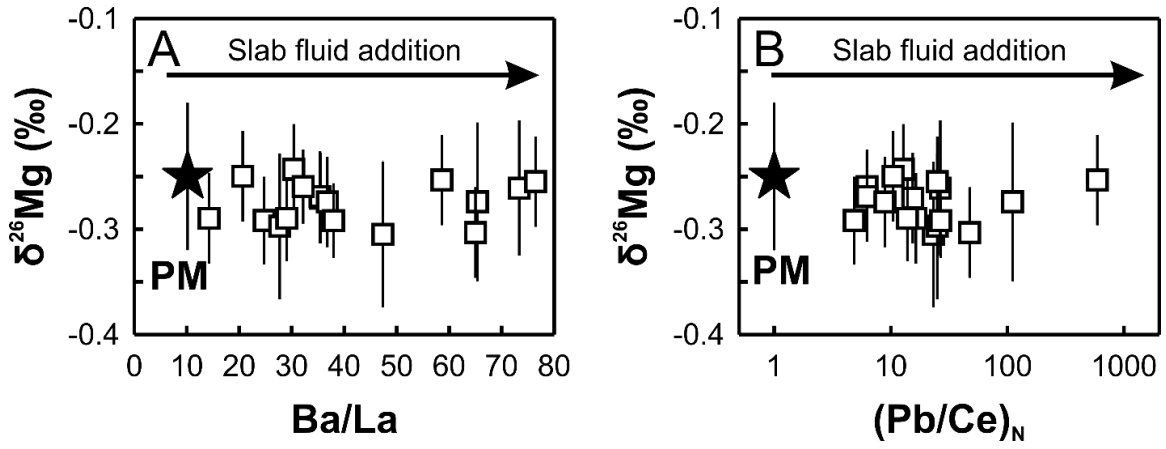 A
Slab fluid addition
-0.1
-0.2
-0.3
-0.4
δ²⁶Mg (‰)
PM
0 10 20 30 40 50 60 70 80
Ba/La
B
Slab fluid addition
-0.1
-0.2
-0.3
-0.4
δ²⁶Mg (‰)
PM
1 10 100 1000
(Pb/Ce)N